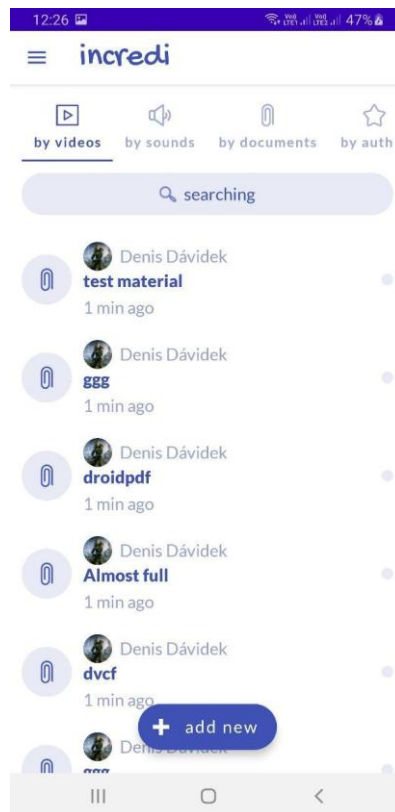 12:26 47%
incredi
by videos by sounds by documents by auth
searching
Denis Dávidek
test material
1 min ago
Denis Dávidek
ggg
1 min ago
Denis Dávidek
droidpdf
1 min ago
Denis Dávidek
Almost full
1 min ago
Denis Dávidek
dvcf
1 min ago
add new